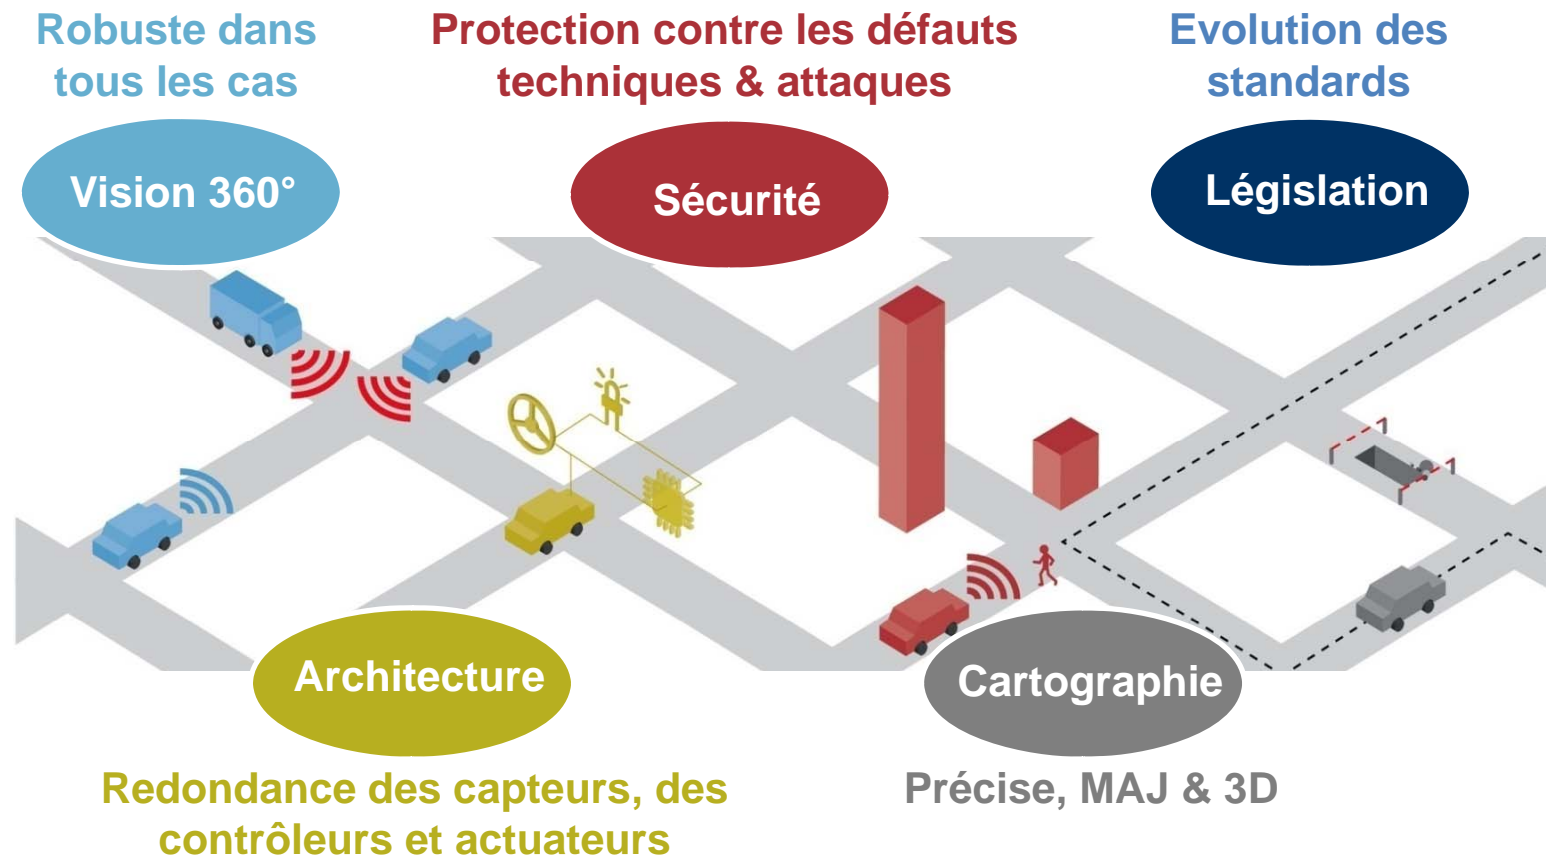 Robuste dans
tous les cas
Vision 360°
Protection contre les défauts
techniques & attaques
Sécurité
Evolution des
standards
Législation
Architecture
Redondance des capteurs, des
contrôleurs et actuateurs
Cartographie
Précise, MAJ & 3D